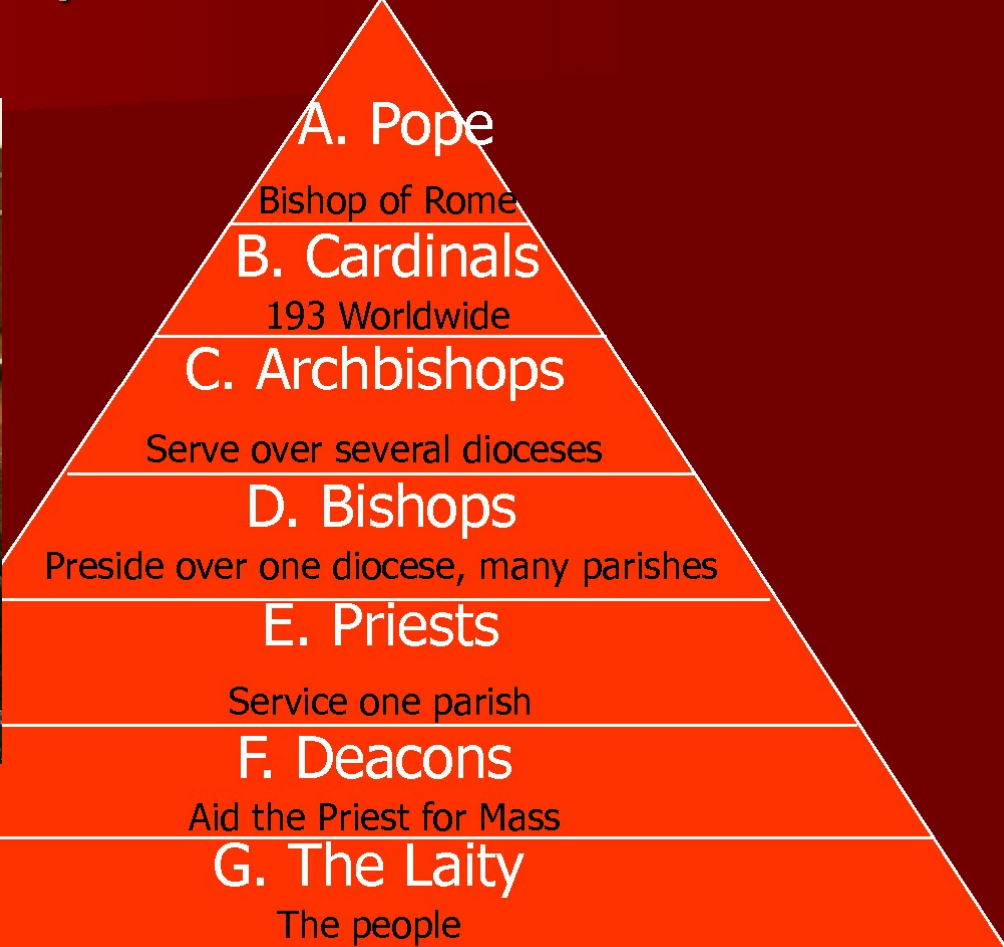 A. Pope
Bishop of Rome
B. Cardinals
193 Worldwide
C. Archbishops
Serve over several dioceses
D. Bishops
Preside over one diocese, many parishes
E. Priests
Service one parish
F. Deacons
Aid the Priest for Mass
G. The Laity
The people